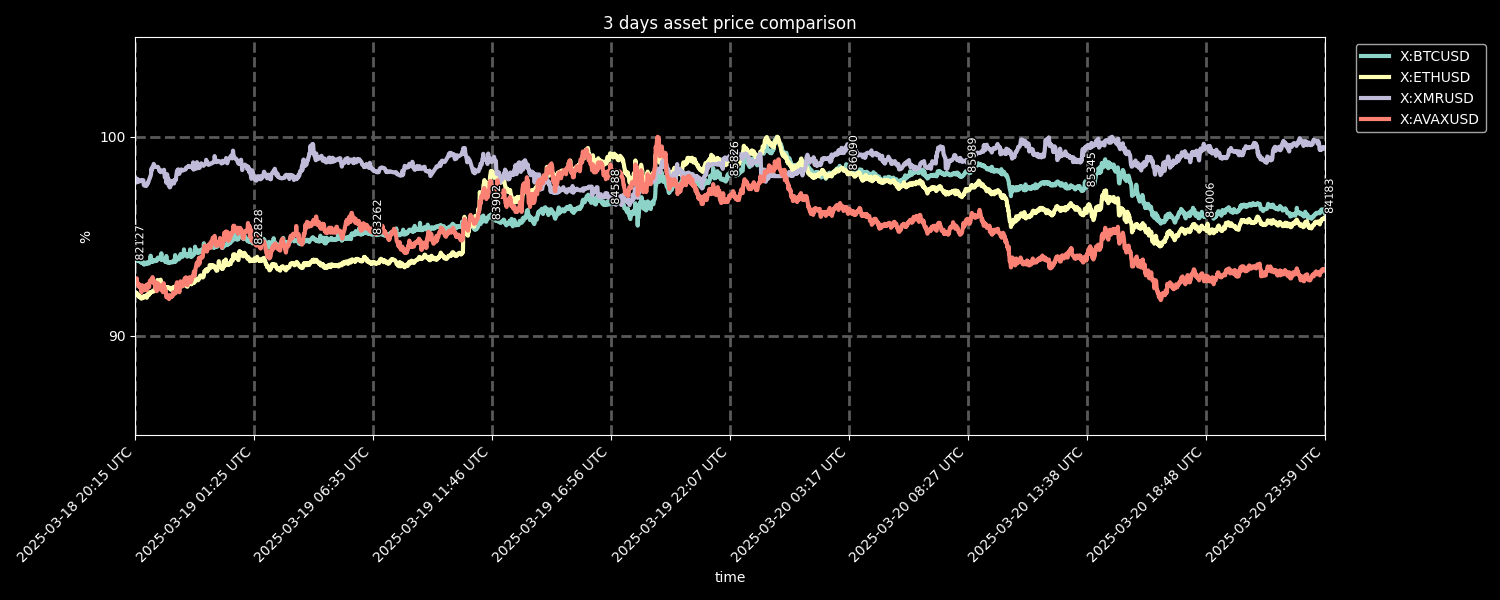 3 days asset price comparison
X:BTCUSD
X:ETHUSD
X:XMRUSD
X:AVAXUSD
100
90
%
82127
82828
83262
83902
84588
85826
86090
85989
85345
84006
84183
2025-03-18 20:15 UTC
2025-03-19 01:25 UTC
2025-03-19 06:35 UTC
2025-03-19 11:46 UTC
2025-03-19 16:56 UTC
2025-03-19 22:07 UTC
2025-03-20 03:17 UTC
2025-03-20 08:27 UTC
2025-03-20 13:38 UTC
2025-03-20 18:48 UTC
2025-03-20 23:59 UTC
time